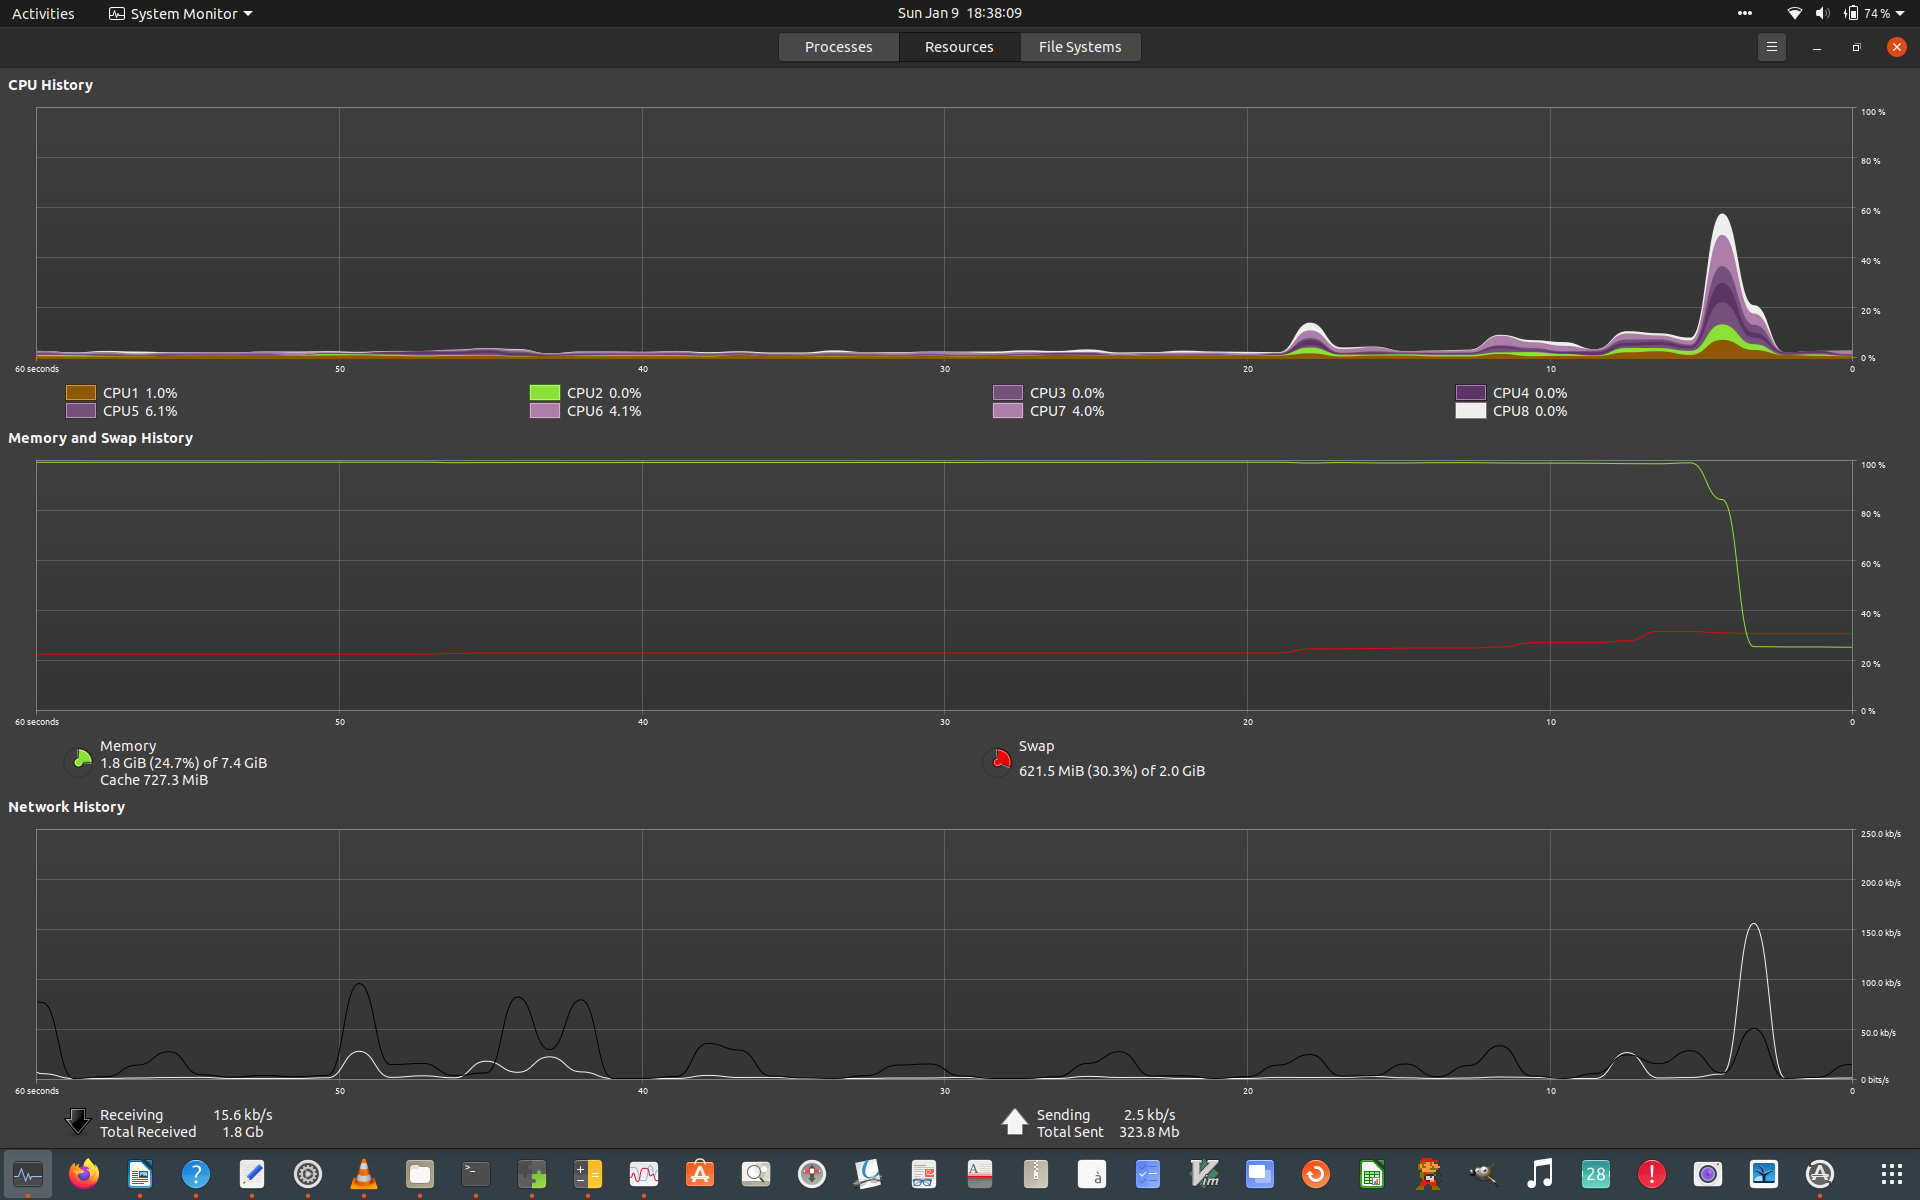 Activities System Monitor Sun Jan 9 18:38:09 74 %
Processes Resources File Systems
CPU History
100 %
80 %
60 %
40 %
20 %
0 %
60 seconds 50 40 30 20 10 0
CPU1 1.0% CPU2 0.0% CPU3 0.0% CPU4 0.0%
CPU5 6.1% CPU6 4.1% CPU7 4.0% CPU8 0.0%
Memory and Swap History
100 %
80 %
60 %
40 %
20 %
0 %
60 seconds 50 40 30 20 10 0
Memory
1.8 GiB (24.7%) of 7.4 GiB
Cache 727.3 MiB
Swap
621.5 MiB (30.3%) of 2.0 GiB
Network History
250.0 kb/s
200.0 kb/s
150.0 kb/s
100.0 kb/s
50.0 kb/s
0 bits/s
60 seconds 50 40 30 20 10 0
Receiving 15.6 kb/s
Total Received 1.8 Gb
Sending 2.5 kb/s
Total Sent 323.8 Mb
? >_ A à Vim 28 !